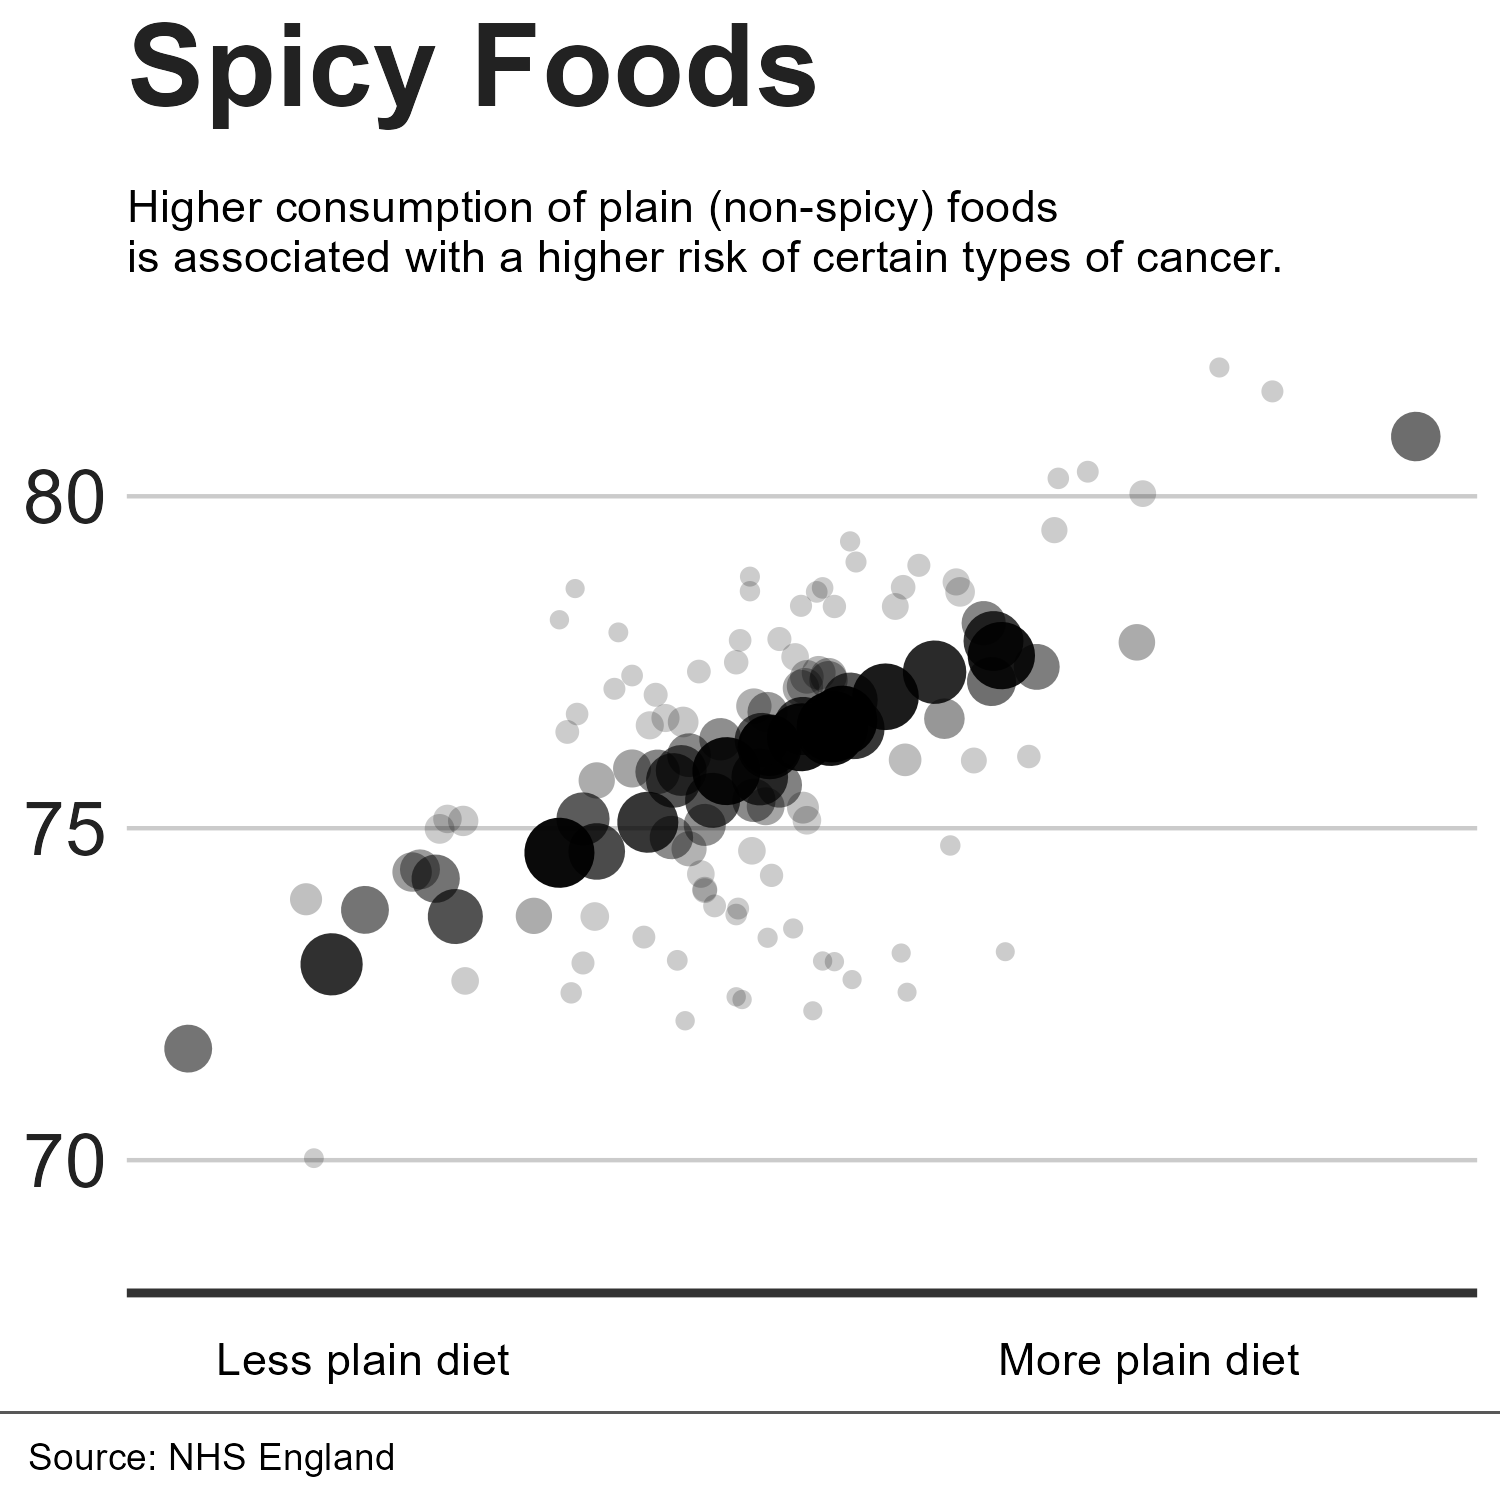 Spicy Foods
Higher consumption of plain (non-spicy) foods
is associated with a higher risk of certain types of cancer.
80
75
70
Less plain diet
More plain diet
Source: NHS England